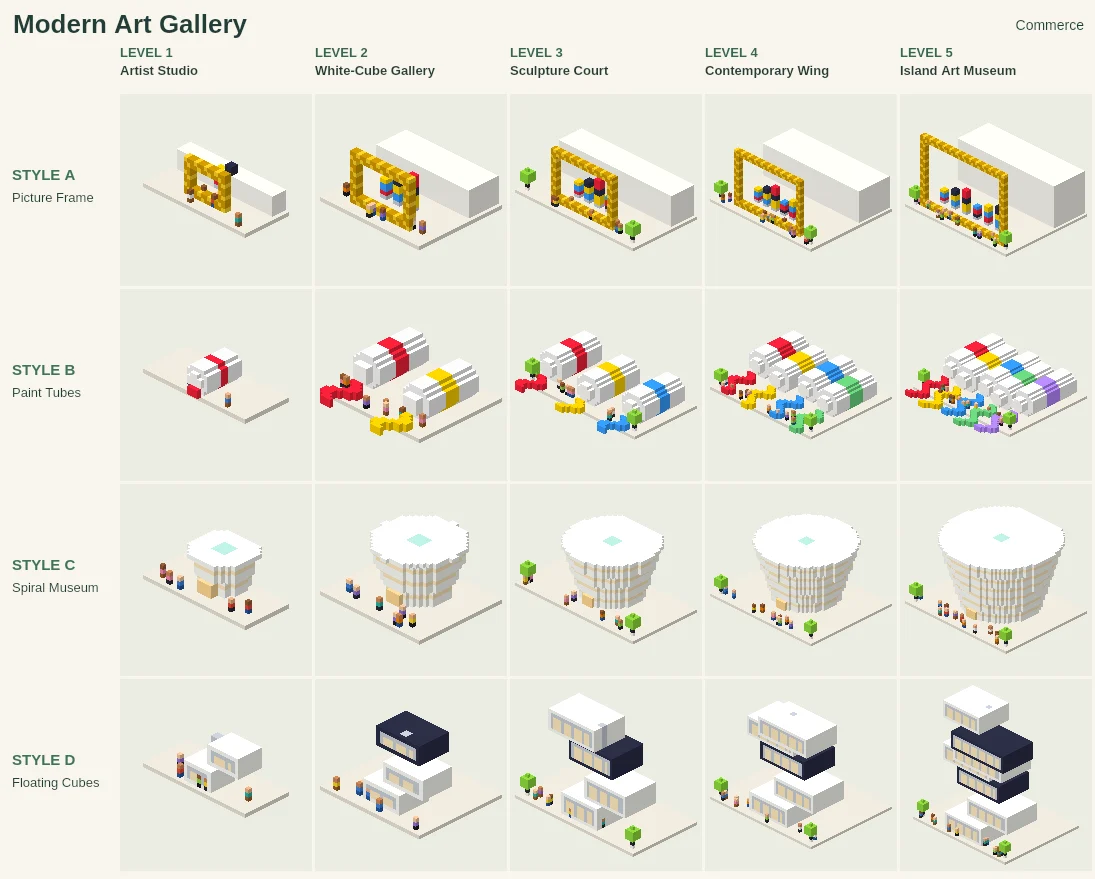 Modern Art Gallery
Commerce
LEVEL 1
Artist Studio
LEVEL 2
White-Cube Gallery
LEVEL 3
Sculpture Court
LEVEL 4
Contemporary Wing
LEVEL 5
Island Art Museum
STYLE A
Picture Frame
STYLE B
Paint Tubes
STYLE C
Spiral Museum
STYLE D
Floating Cubes